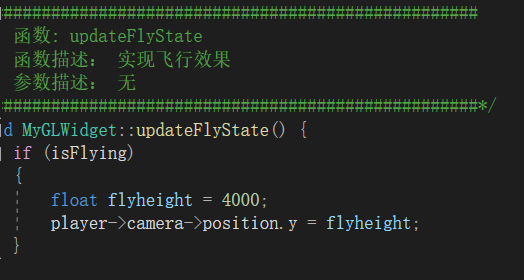 ##################################################
函数: updateFlyState
函数描述： 实现飞行效果
参数描述： 无
##################################################*/
d MyGLWidget::updateFlyState() {
if (isFlying)
{
float flyheight = 4000;
player->camera->position.y = flyheight;
}